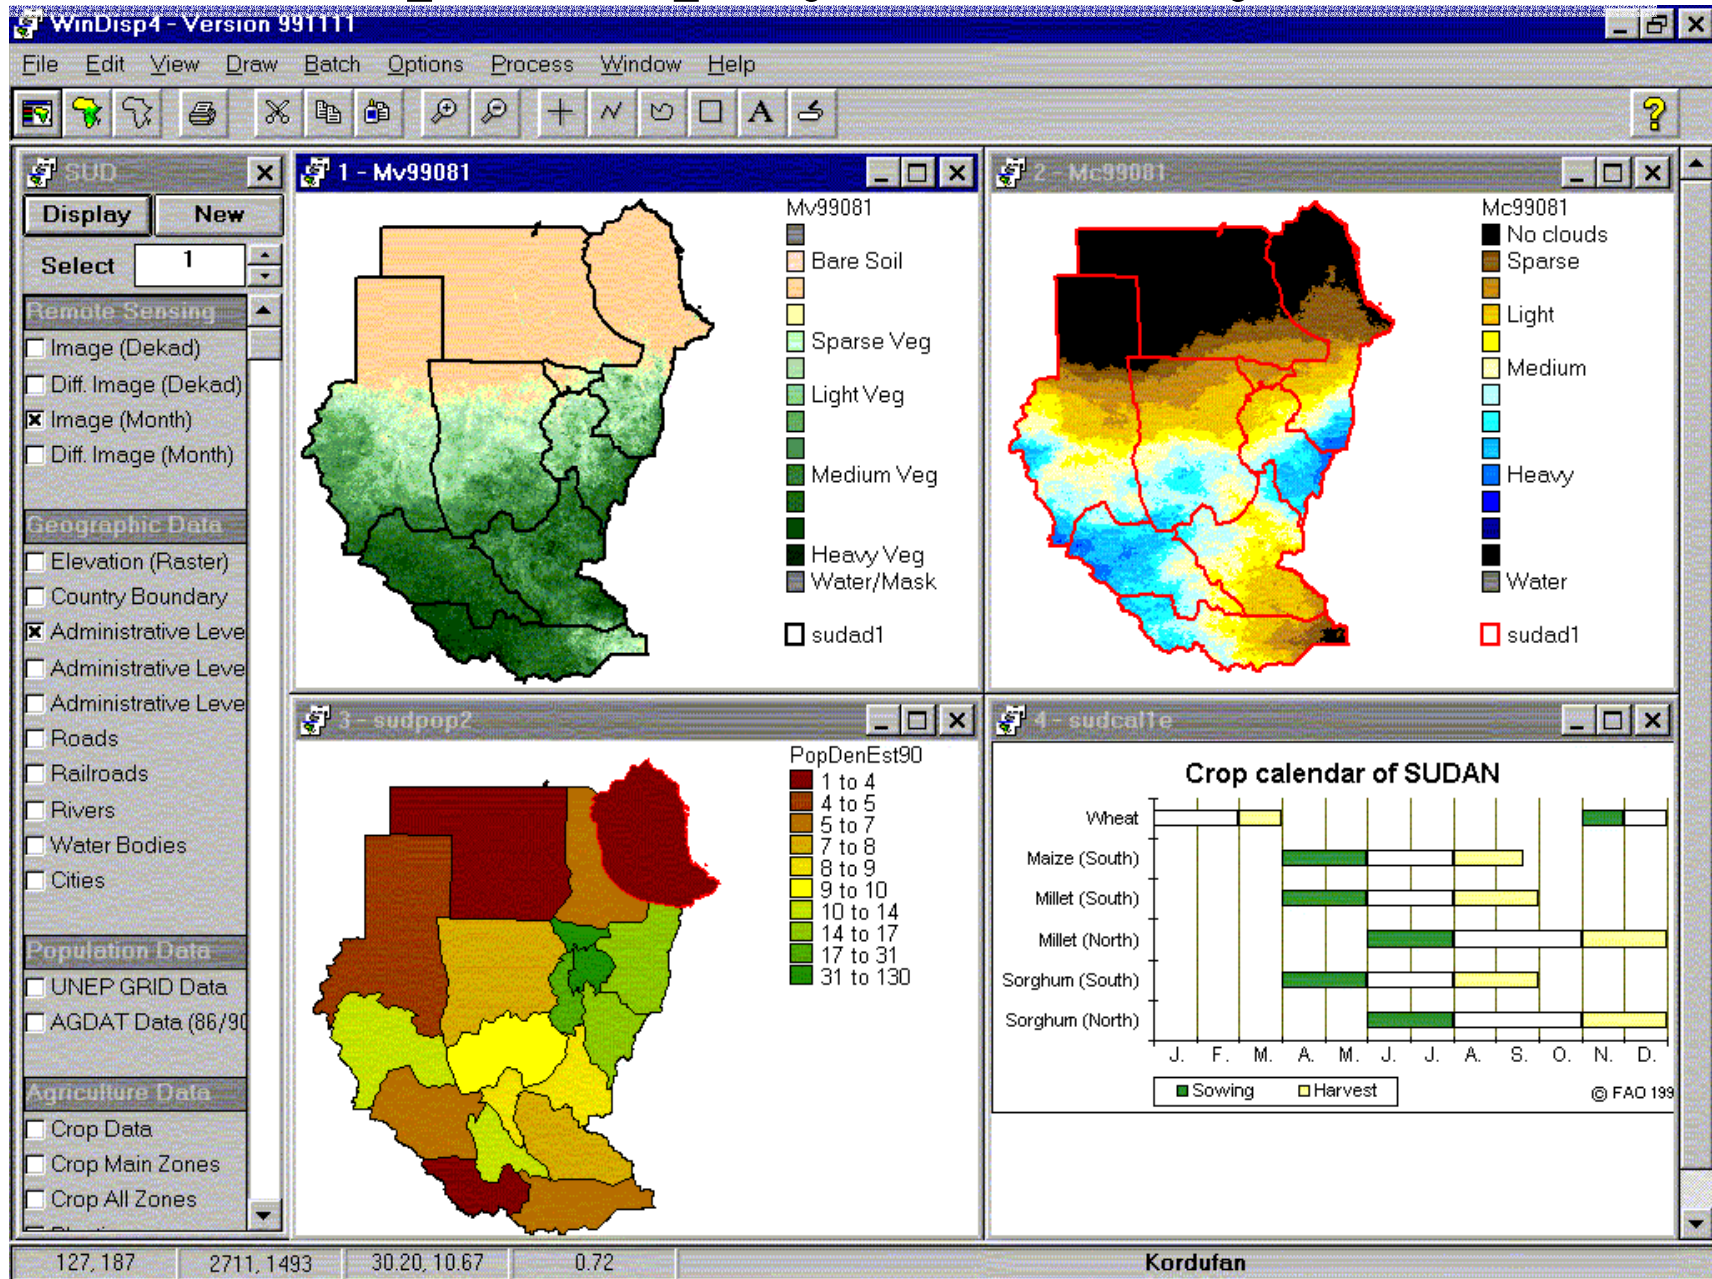 WinDisp4 - Version 991111
File Edit View Draw Batch Options Process Window Help
SUD
Display New
Select 1
Remote Sensing
Image (Dekad)
Diff. Image (Dekad)
Image (Month)
Diff. Image (Month)
Geographic Data
Elevation (Raster)
Country Boundary
Administrative Leve
Administrative Leve
Administrative Leve
Roads
Railroads
Rivers
Water Bodies
Cities
Population Data
UNEP GRID Data
AGDAT Data (86/90
Agriculture Data
Crop Data
Crop Main Zones
Crop All Zones
1 - Mv99081
Mv99081
Bare Soil
Sparse Veg
Light Veg
Medium Veg
Heavy Veg
Water/Mask
sudad1
2 - Mc99081
Mc99081
No clouds
Sparse
Light
Medium
Heavy
Water
sudad1
3 - sudpop2
PopDenEst90
1 to 4
4 to 5
5 to 7
7 to 8
8 to 9
9 to 10
10 to 14
14 to 17
17 to 31
31 to 130
4 - sudcal1e
Crop calendar of SUDAN
Wheat
Maize (South)
Millet (South)
Millet (North)
Sorghum (South)
Sorghum (North)
J. F. M. A. M. J. J. A. S. O. N. D.
Sowing Harvest
© FAO 199
127, 187 2711, 1493 30.20, 10.67 0.72 Kordufan